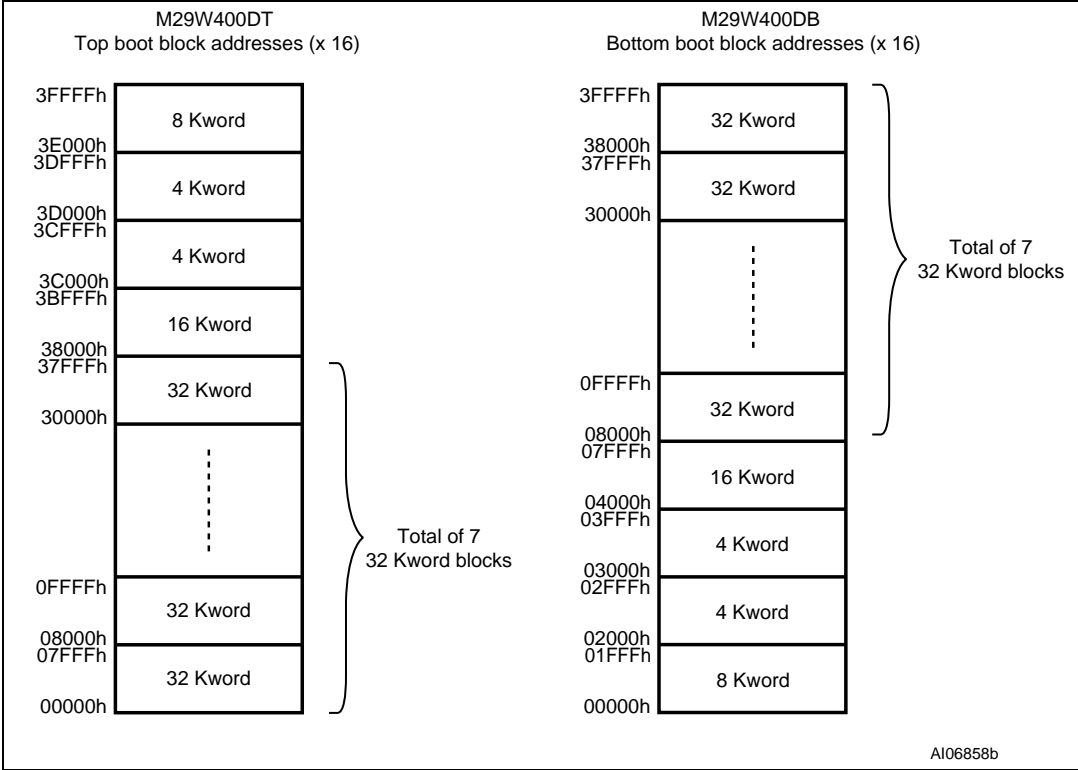 M29W400DT
Top boot block addresses (x 16)
3FFFFh
8 Kword
3E000h
3DFFFh
4 Kword
3D000h
3CFFFh
4 Kword
3C000h
3BFFFh
16 Kword
38000h
37FFFh
32 Kword
30000h
Total of 7
32 Kword blocks
0FFFFh
32 Kword
08000h
07FFFh
32 Kword
00000h
M29W400DB
Bottom boot block addresses (x 16)
3FFFFh
32 Kword
38000h
37FFFh
32 Kword
30000h
Total of 7
32 Kword blocks
0FFFFh
32 Kword
08000h
07FFFh
16 Kword
04000h
03FFFh
4 Kword
03000h
02FFFh
4 Kword
02000h
01FFFh
8 Kword
00000h
AI06858b